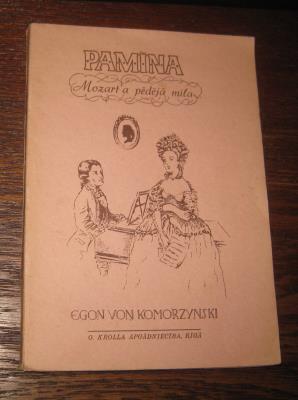 PAMINA
Mozart'a pēdējā mīla
EGON VON KOMORZYNSKI
O. KROLLA APGĀDNIECĪBA, RĪGĀ